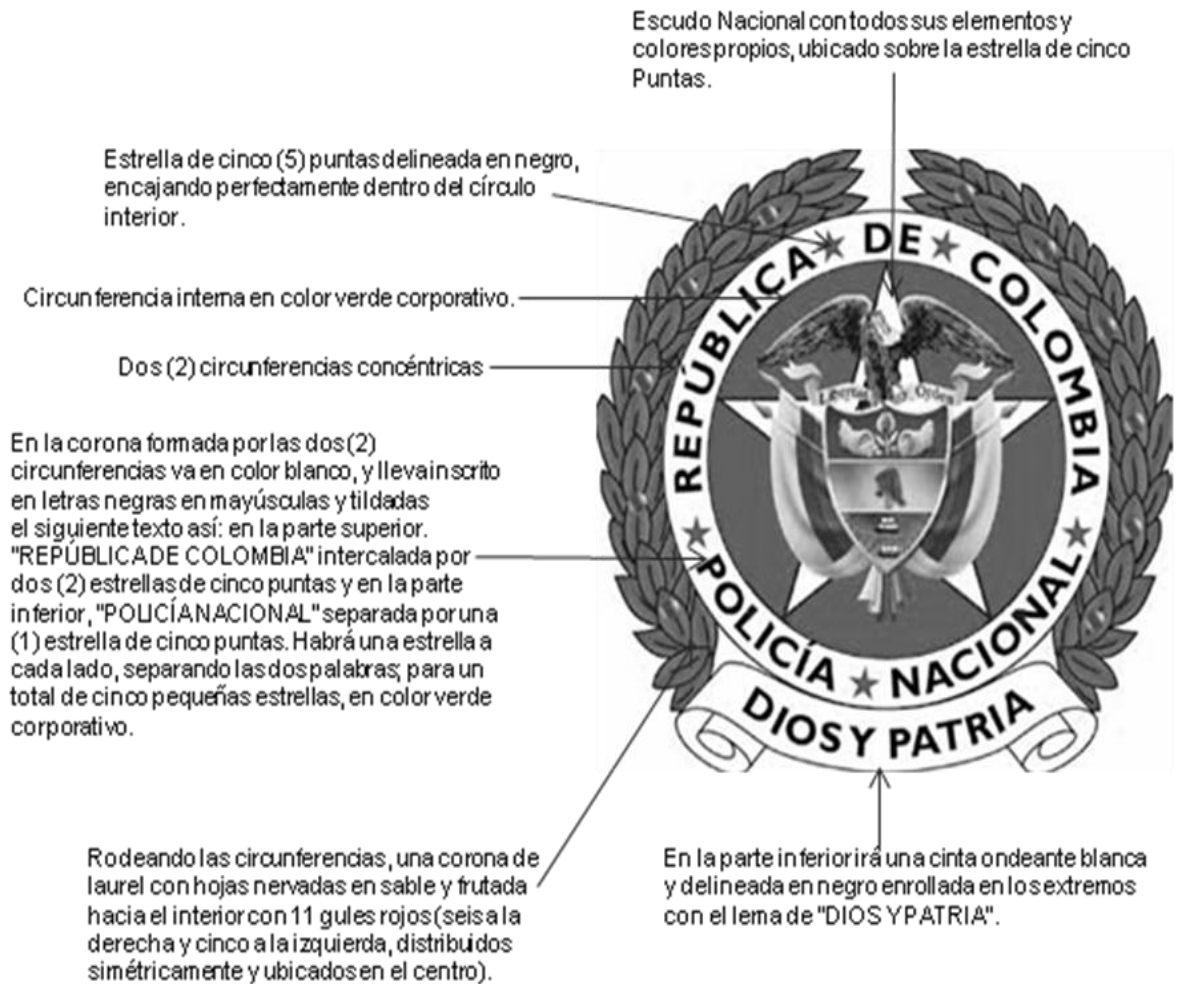 Escudo Nacional con todos sus elementos y
colores propios, ubicado sobre la estrella de cinco
Puntas.
Estrella de cinco (5) puntas delineada en negro,
encajando perfectamente dentro del círculo
interior.
Circunferencia interna en color verde corporativo.
Dos (2) circunferencias concéntricas
En la corona formada por las dos (2)
circunferencias va en color blanco, y lleva inscrito
en letras negras en mayúsculas y tildadas
el siguiente texto así: en la parte superior.
"REPÚBLICA DE COLOMBIA" intercalada por
dos (2) estrellas de cinco puntas y en la parte
inferior, "POLICÍA NACIONAL" separada por una
(1) estrella de cinco puntas. Habrá una estrella a
cada lado, separando las dos palabras; para un
total de cinco pequeñas estrellas, en color verde
corporativo.
REPÚBLICA ★ DE ★ COLOMBIA
Libertad y Orden
★ POLICÍA ★ NACIONAL ★
DIOS Y PATRIA
Rodeando las circunferencias, una corona de
laurel con hojas nervadas en sable y frutada
hacia el interior con 11 gules rojos (seis a la
derecha y cinco a la izquierda, distribuidos
simétricamente y ubicados en el centro).
En la parte inferior irá una cinta ondeante blanca
y delineada en negro enrollada en los extremos
con el lema de "DIOS Y PATRIA".